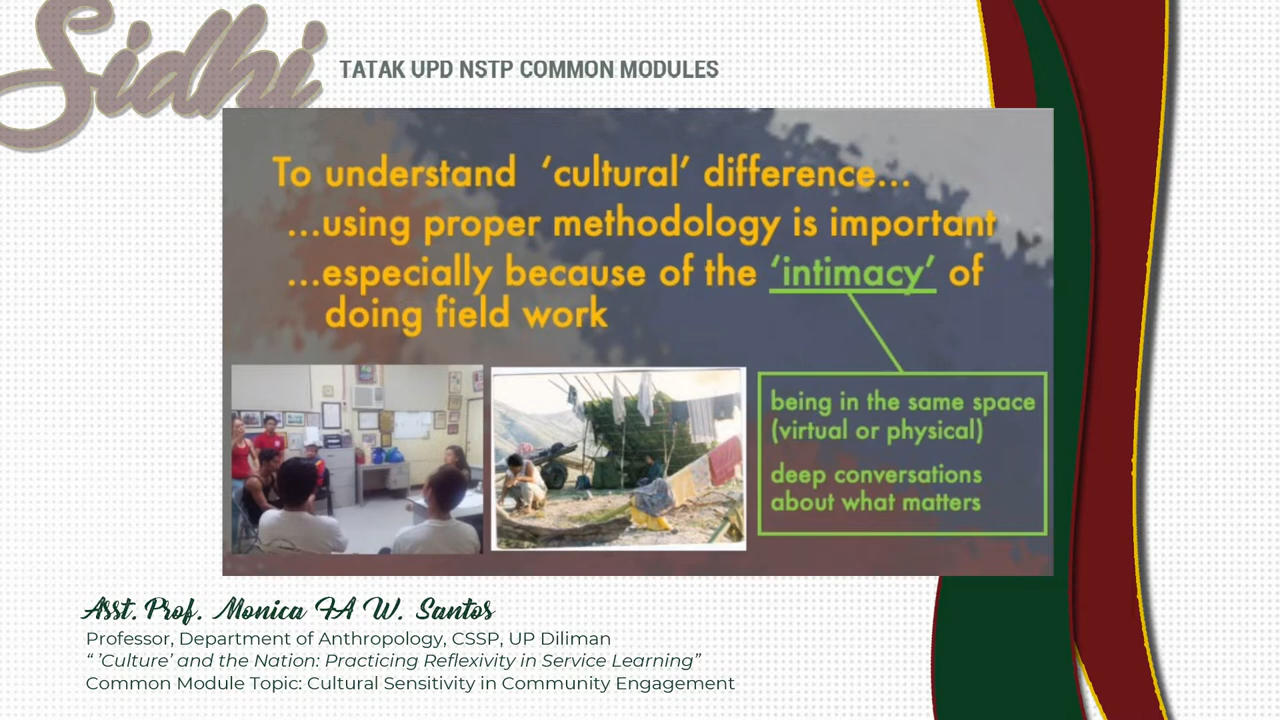 Sidhi
TATAK UPD NSTP COMMON MODULES
To understand ‘cultural’ difference...
...using proper methodology is important
...especially because of the ‘intimacy’ of
doing field work
being in the same space
(virtual or physical)
deep conversations
about what matters
Asst. Prof. Monica FA W. Santos
Professor, Department of Anthropology, CSSP, UP Diliman
“ ’Culture’ and the Nation: Practicing Reflexivity in Service Learning”
Common Module Topic: Cultural Sensitivity in Community Engagement